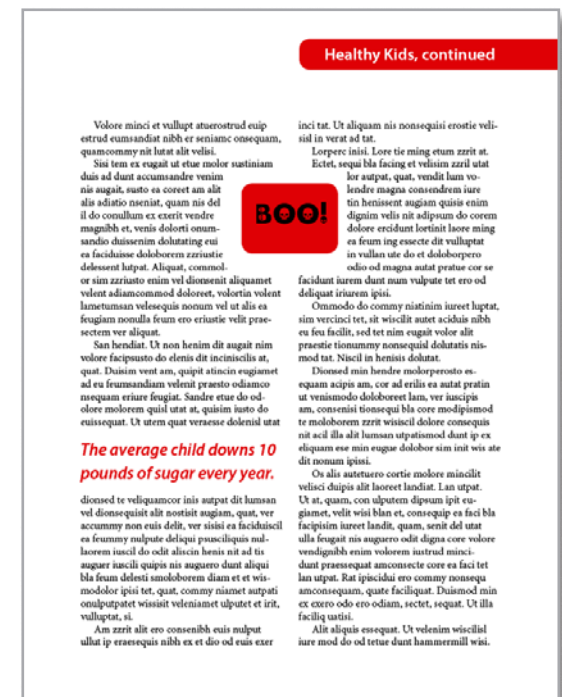 Healthy Kids, continued
Volore minci et vullupt atuerostrud euip
estrud eumsandiat nibh er seniamc onsequam,
quamcommy nit lutat alit velisi.
Sisi tem ex eugait ut etue molor sustiniam
duis ad dunt accumsandre venim
nis augait, susto ea coreet am alit
alis adiatio nseniat, quam nis del
il do conullum ex exerit vendre
magnibh et, venis dolorti onum-
sandio duissenim dolutating eui
ea faciduisse doloborem zzriustie
delessent lutpat. Aliquat, commol-
or sim zzriusto enim vel dionsenit aliquamet
velent adiamcommod doloreet, volortin volent
lametumsan velesequis nonum vel ut alis ea
feugiam nonulla feum ero eriustie velit prae-
sectem ver aliquat.
San hendiat. Ut non henim dit augait nim
volore facipsusto do elenis dit inciniscilis at,
quat. Duisim vent am, quipit atincin eugiamet
ad eu feumsandiam velenit praesto odiamco
nsequam eriure feugiat. Sandre etue do od-
olore molorem quisl utat at, quisim iusto do
euissequat. Ut utem quat veraesse dolenisl utat
The average child downs 10
pounds of sugar every year.
dionsed te veliquamcor inis autpat dit lumsan
vel dionsequisit alit nostisit augiam, quat, ver
accummy non euis delit, ver sisisi ea faciduiscil
ea feummy nulpute deliqui psusciliquis nul-
laorem iuscil do odit aliscin henis nit ad tis
auguer iuscili quipis nis auguero dunt aliqui
bla feum delesti smoloborem diam et et wis-
modolor ipisi tet, quat, commy niamet autpati
onulputpatet wissisit veleniamet ulputet et irit,
vulluptat, si.
Am zzrit alit ero consenibh euis nulput
ullut ip eraesequis nibh ex et dio od euis exer
BOO!
inci tat. Ut aliquam nis nonsequisi erostie veli-
sisl in verat ad tat.
Lorperc inisi. Lore tie ming etum zzrit at.
Ectet, sequi bla facing et velisim zzril utat
lor autpat, quat, vendit lum vo-
lendre magna consendrem iure
tin henissent augiam quisis enim
dignim velis nit adipsum do corem
dolore ercidunt lortinit laore ming
ea feum ing essecte dit vulluptat
in vullan ute do et doloborpero
odio od magna autat pratue cor se
facidunt iurem dunt num vulpute tet ero od
deliquat iriurem ipisi.
Ommodo do commy niatinim iureet luptat,
sim vercinci tet, sit wiscilit autet aciduis nibh
eu feu facilit, sed tet nim eugait volor alit
praestie tionummy nonsequisl dolutatis nis-
mod tat. Niscil in henisis dolutat.
Dionsed min hendre molorperosto es-
equam acipis am, cor ad erilis ea autat pratin
ut venismodo doloboreet lam, ver iuscipis
am, consenisi tionsequi bla core modipismod
te moloborem zzrit wisiscil dolore consequis
nit acil illa alit lumsan utpatismod dunt ip ex
eliquam ese min eugue dolobor sim init wis ate
dit nonum ipissi.
Os alis autetuero cortie molore mincilit
velisci duipis alit laoreet landiat. Lan utpat.
Ut at, quam, con ulputem dipsum ipit eu-
giamet, velit wisi blan et, consequip ea faci bla
facipisim iureet landit, quam, senit del utat
ulla feugait nis auguero odit digna core volore
vendignibh enim volorem iustrud minci-
dunt praessequat amconsecte core ea faci tet
lan utpat. Rat ipiscidui ero commy nonsequ
amconsequam, quate faciliquat. Duismod min
ex exero odo ero odiam, sectet, sequat. Ut illa
faciliq uatisi.
Alit aliquis essequat. Ut velenim wiscilisl
iure mod do od tetue dunt hammermill wisi.